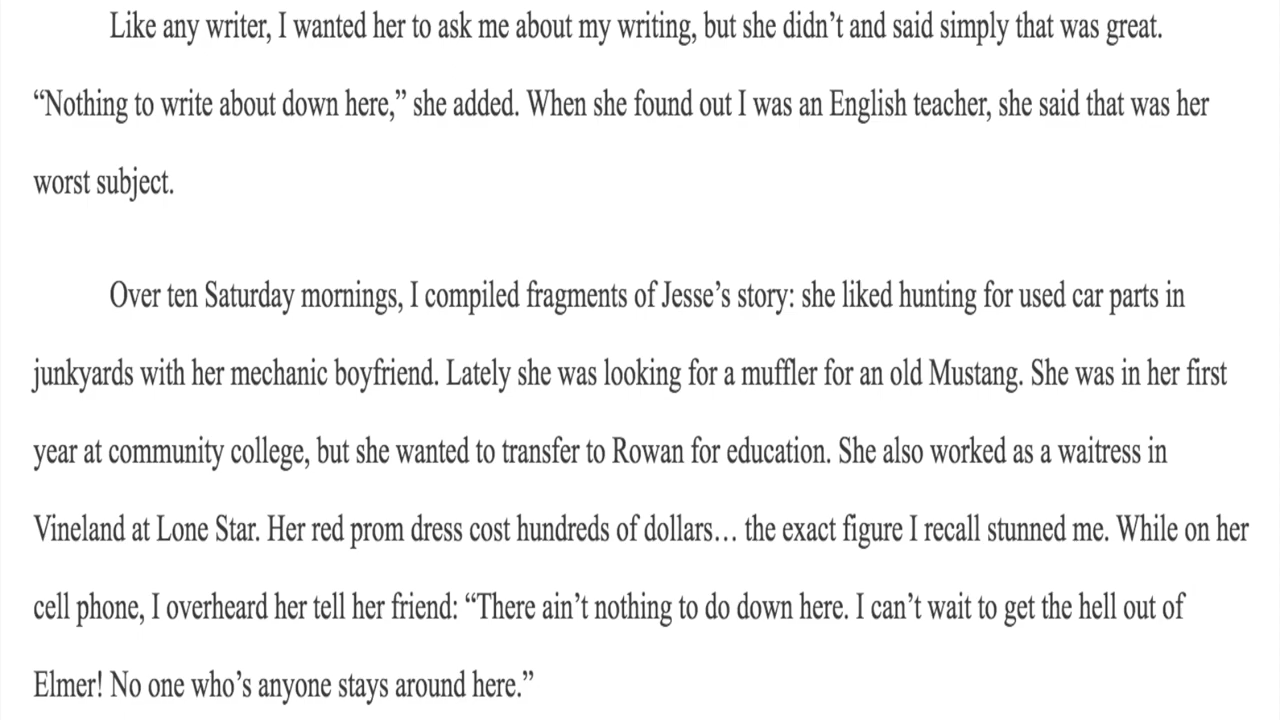 Like any writer, I wanted her to ask me about my writing, but she didn’t and said simply that was great.
“Nothing to write about down here,” she added. When she found out I was an English teacher, she said that was her
worst subject.
Over ten Saturday mornings, I compiled fragments of Jesse’s story: she liked hunting for used car parts in
junkyards with her mechanic boyfriend. Lately she was looking for a muffler for an old Mustang. She was in her first
year at community college, but she wanted to transfer to Rowan for education. She also worked as a waitress in
Vineland at Lone Star. Her red prom dress cost hundreds of dollars… the exact figure I recall stunned me. While on her
cell phone, I overheard her tell her friend: “There ain’t nothing to do down here. I can’t wait to get the hell out of
Elmer! No one who’s anyone stays around here.”